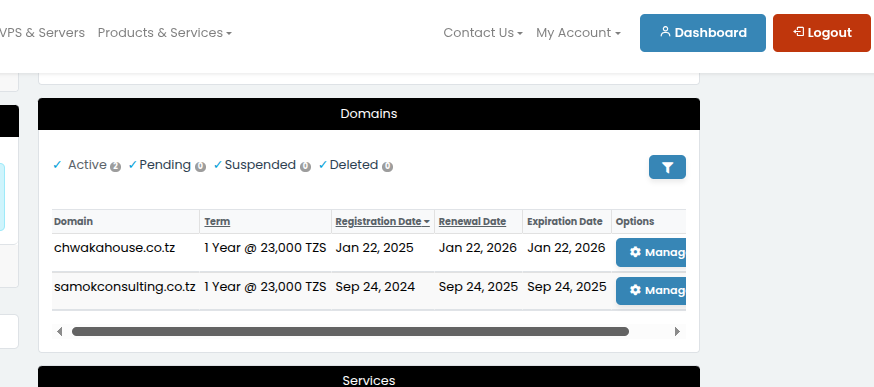 VPS & Servers Products & Services Contact Us My Account Dashboard Logout
Domains
✓ Active 2 ✓ Pending 0 ✓ Suspended 0 ✓ Deleted 0
Domain Term Registration Date Renewal Date Expiration Date Options
chwakahouse.co.tz 1 Year @ 23,000 TZS Jan 22, 2025 Jan 22, 2026 Jan 22, 2026 Manag
samokconsulting.co.tz 1 Year @ 23,000 TZS Sep 24, 2024 Sep 24, 2025 Sep 24, 2025 Manag
Services